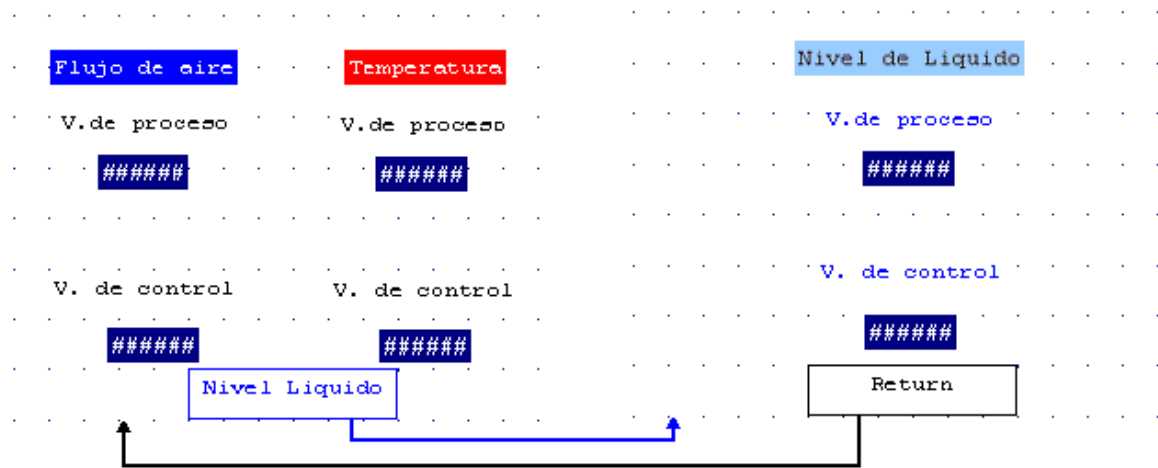 Flujo de aire
Temperatura
V.de proceso
V.de proceso
######
######
V. de control
V. de control
######
######
Nivel Liquido
Nivel de Liquido
V.de proceso
######
V. de control
######
Return